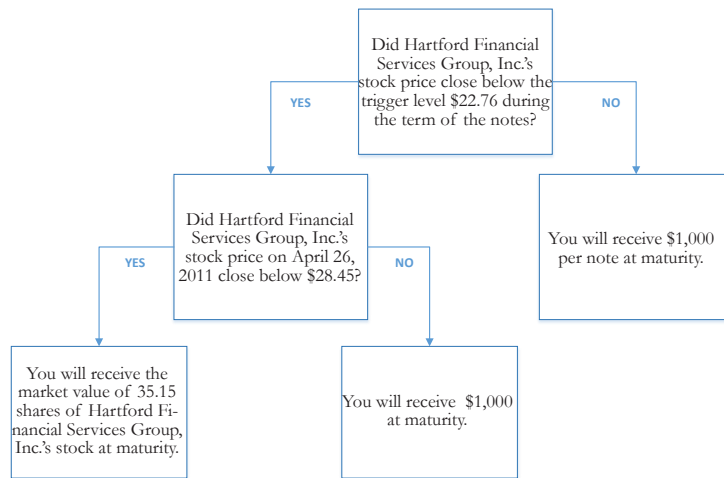 Did Hartford Financial
Services Group, Inc.'s
stock price close below the
trigger level $22.76 during
the term of the notes?
YES
NO
Did Hartford Financial
Services Group, Inc.'s
stock price on April 26,
2011 close below $28.45?
You will receive $1,000
per note at maturity.
YES
NO
You will receive the
market value of 35.15
shares of Hartford Fi-
nancial Services Group,
Inc.'s stock at maturity.
You will receive $1,000
at maturity.